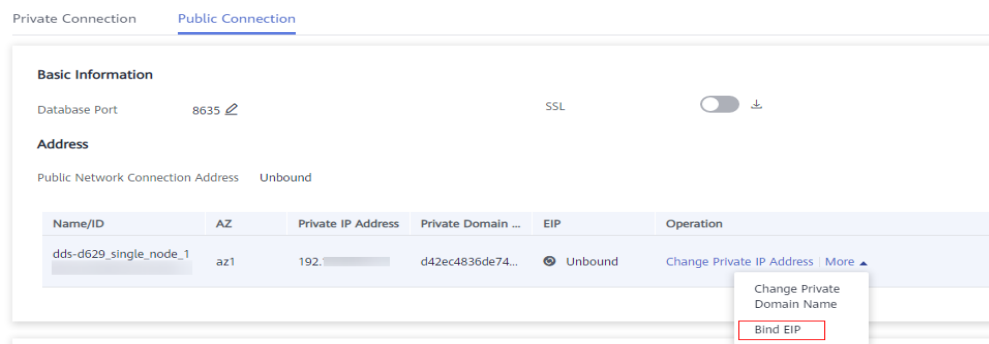 Private Connection Public Connection
Basic Information
Database Port 8635 SSL
Address
Public Network Connection Address Unbound
Name/ID AZ Private IP Address Private Domain ... EIP Operation
dds-d629_single_node_1 az1 192. d42ec4836de74... Unbound Change Private IP Address More
Change Private
Domain Name
Bind EIP